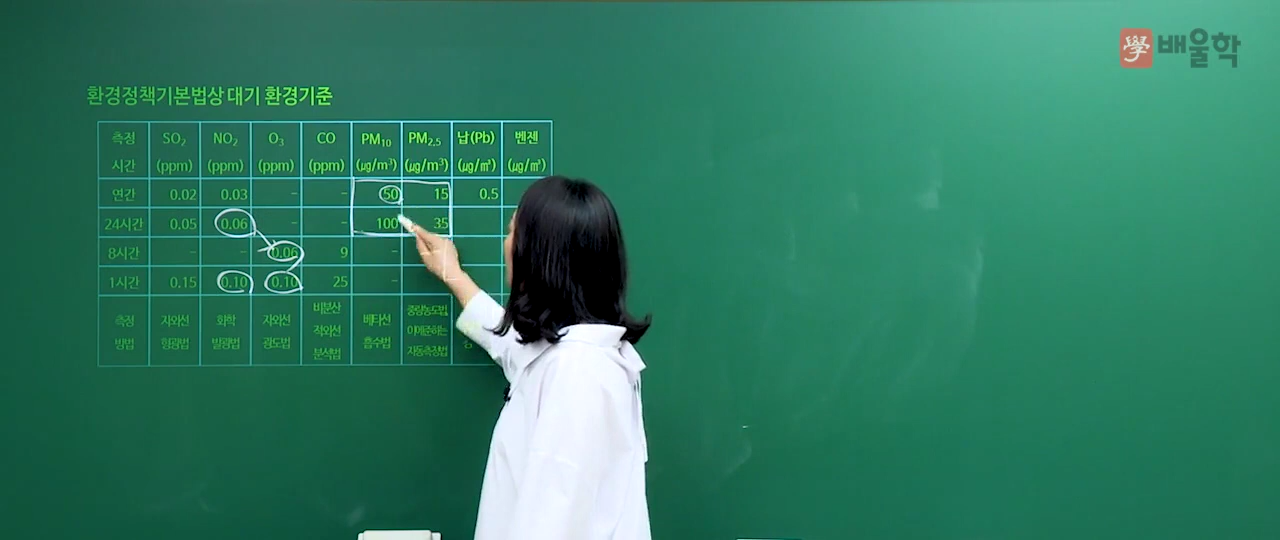 學 배울학
환경정책기본법상 대기 환경기준
측정 시간 SO₂ (ppm) NO₂ (ppm) O₃ (ppm) CO (ppm) PM₁₀ (μg/m³) PM₂.₅ (μg/m³) 납(Pb) (μg/㎥) 벤젠 (μg/㎥)
연간 0.02 0.03 - - 50 15 0.5
24시간 0.05 0.06 - - 100 35
8시간 - - 0.06 9 -
1시간 0.15 0.10 0.10 25 -
측정 방법 자외선 형광법 화학 발광법 자외선 광도법 비분산 적외선 분석법 베타선 흡수법 중량농도법 이에준하는 자동측정법